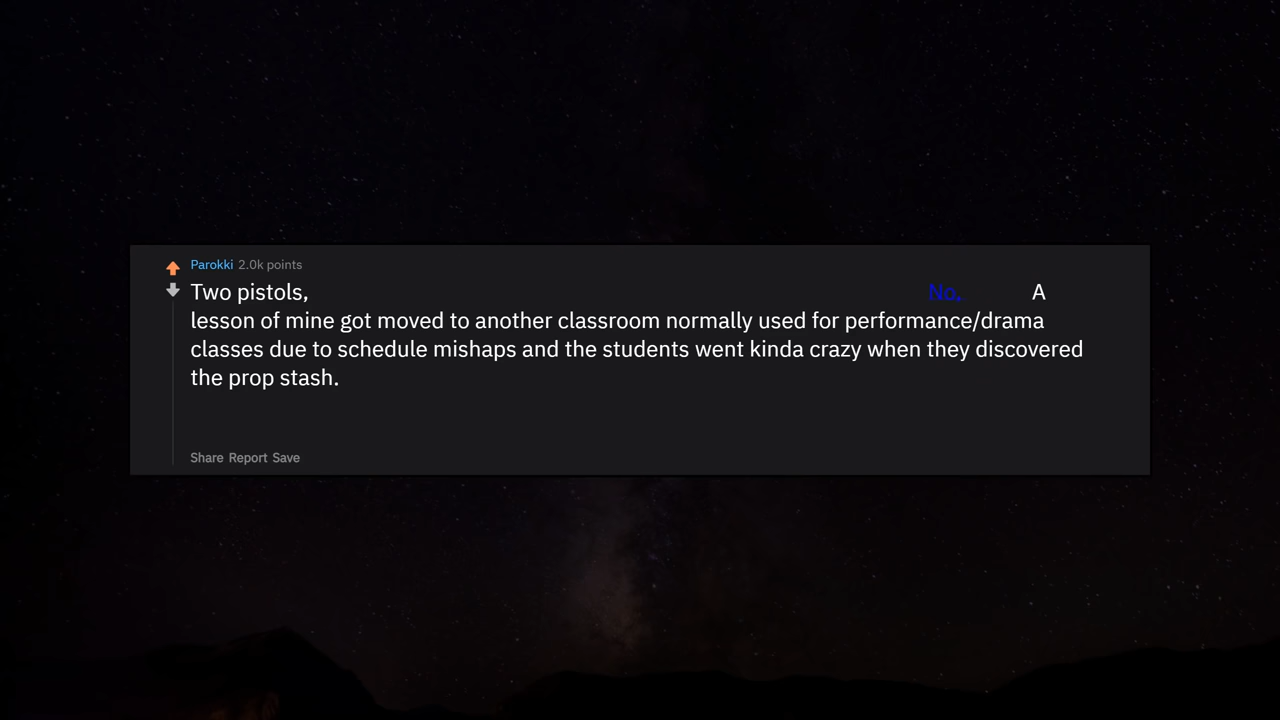 Parokki 2.0k points
Two pistols, No. A
lesson of mine got moved to another classroom normally used for performance/drama
classes due to schedule mishaps and the students went kinda crazy when they discovered
the prop stash.
Share Report Save